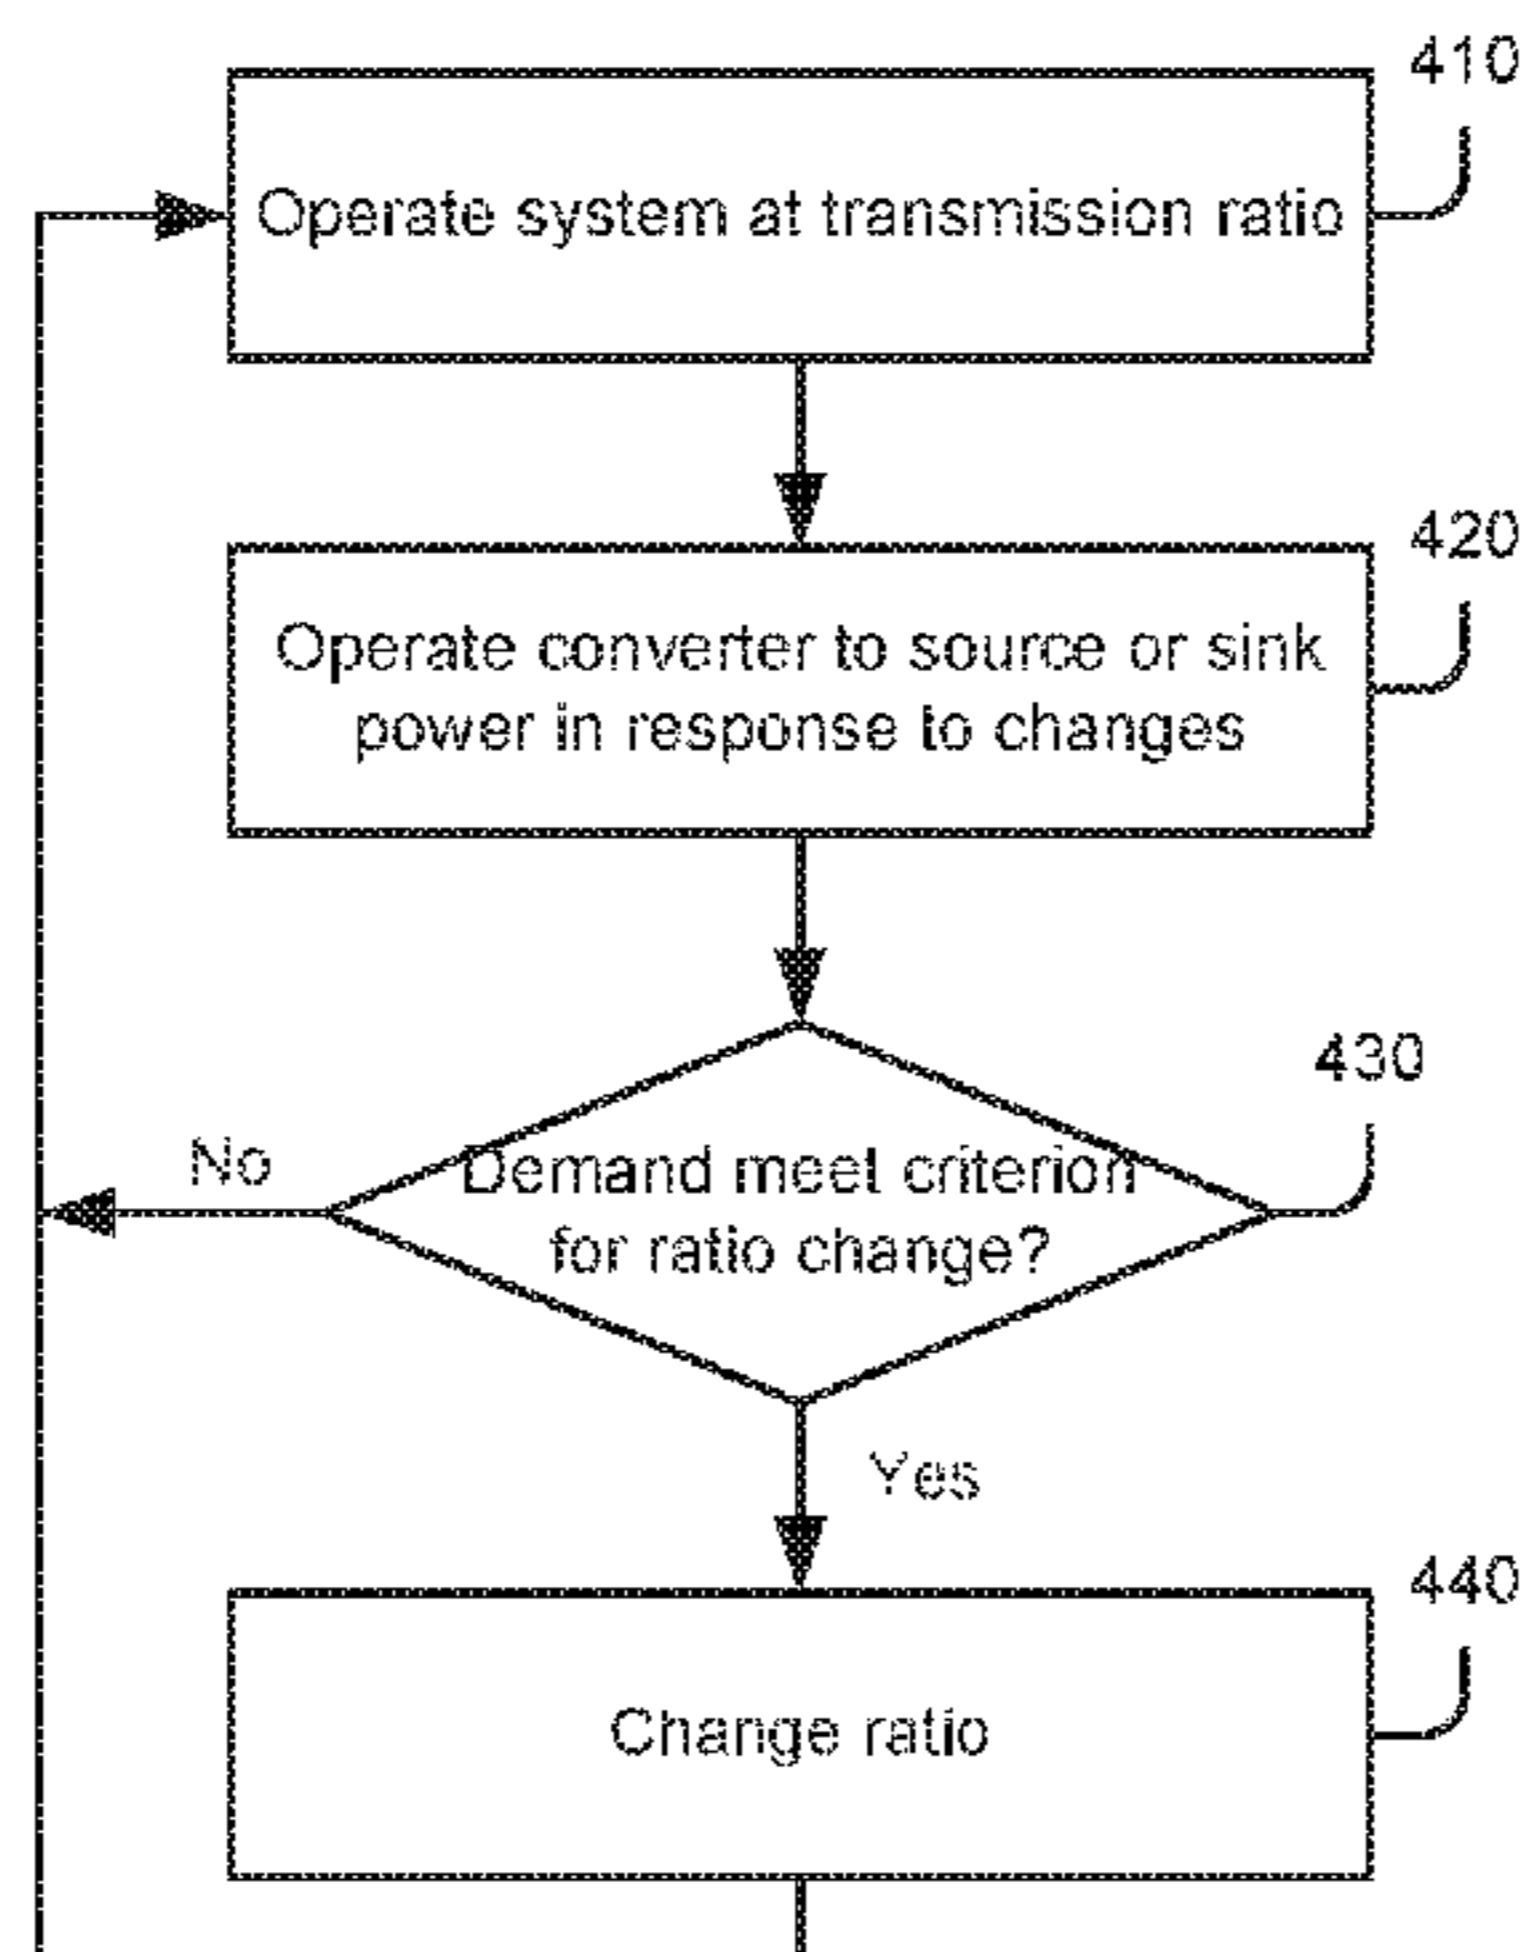 410
Operate system at transmission ratio
420
Operate converter to source or sink
power in response to changes
430
No
Demand meet criterion
for ratio change?
Yes
440
Change ratio